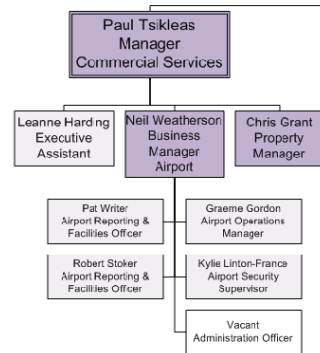 Paul Tsikleas
Manager
Commercial Services
Leanne Harding
Executive
Assistant
Neil Weatherson
Business
Manager
Airport
Chris Grant
Property
Manager
Pat Writer
Airport Reporting &
Facilities Officer
Graeme Gordon
Airport Operations
Manager
Robert Stoker
Airport Reporting &
Facilities Officer
Kylie Linton-France
Airport Security
Supervisor
Vacant
Administration Officer